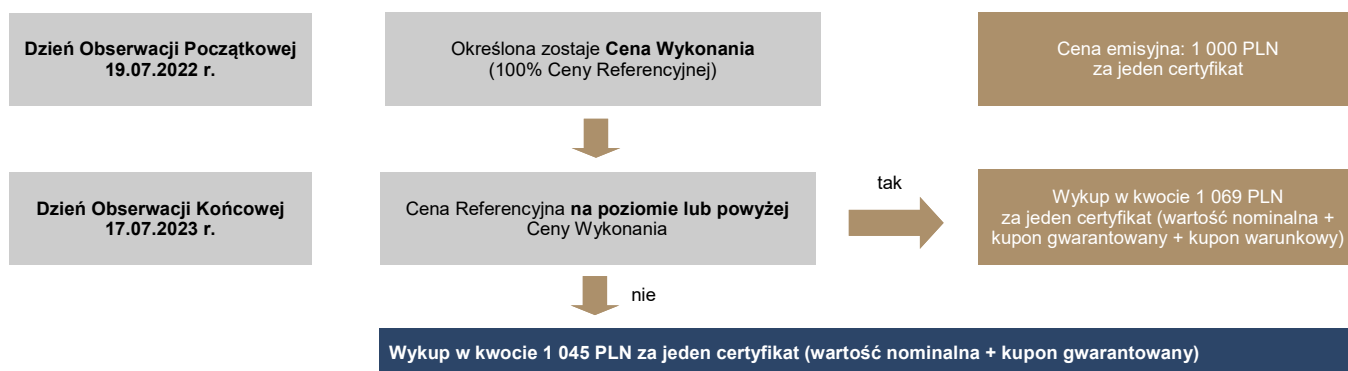 Dzień Obserwacji Początkowej
19.07.2022 r.
Określona zostaje Cena Wykonania
(100% Ceny Referencyjnej)
Cena emisyjna: 1 000 PLN
za jeden certyfikat
Dzień Obserwacji Końcowej
17.07.2023 r.
Cena Referencyjna na poziomie lub powyżej
Ceny Wykonania
tak
Wykup w kwocie 1 069 PLN
za jeden certyfikat (wartość nominalna +
kupon gwarantowany + kupon warunkowy)
nie
Wykup w kwocie 1 045 PLN za jeden certyfikat (wartość nominalna + kupon gwarantowany)